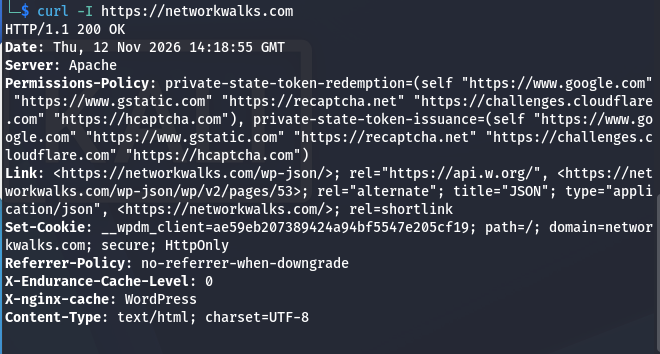 └─$ curl -I https://networkwalks.com
HTTP/1.1 200 OK
Date: Thu, 12 Nov 2026 14:18:55 GMT
Server: Apache
Permissions-Policy: private-state-token-redemption=(self "https://www.google.com"
 "https://www.gstatic.com" "https://recaptcha.net" "https://challenges.cloudflare
.com" "https://hcaptcha.com"), private-state-token-issuance=(self "https://www.go
ogle.com" "https://www.gstatic.com" "https://recaptcha.net" "https://challenges.c
loudflare.com" "https://hcaptcha.com")
Link: <https://networkwalks.com/wp-json/>; rel="https://api.w.org/", <https://net
workwalks.com/wp-json/wp/v2/pages/53>; rel="alternate"; title="JSON"; type="appli
cation/json", <https://networkwalks.com/>; rel=shortlink
Set-Cookie: __wpdm_client=ae59eb207389424a94bf5547e205cf19; path=/; domain=networ
kwalks.com; secure; HttpOnly
Referrer-Policy: no-referrer-when-downgrade
X-Endurance-Cache-Level: 0
X-nginx-cache: WordPress
Content-Type: text/html; charset=UTF-8